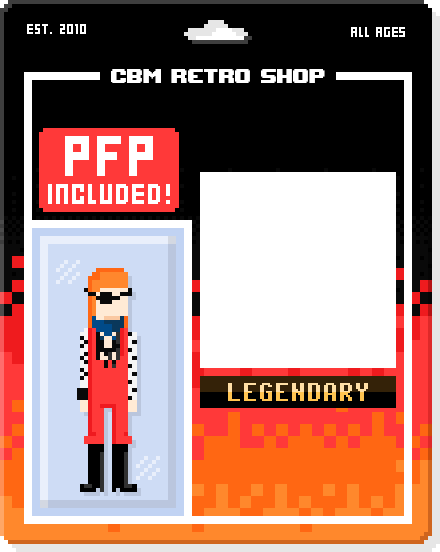 EST. 2010
ALL AGES
CBM RETRO SHOP
PFP
INCLUDED!
LEGENDARY